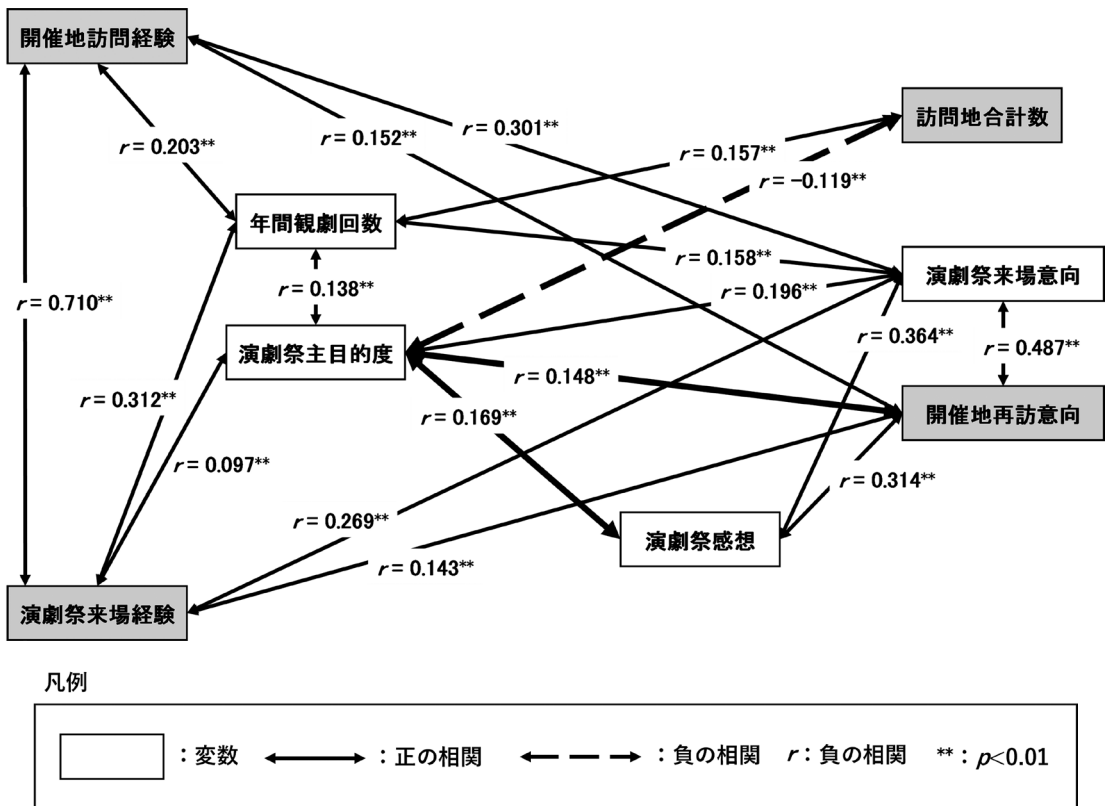 開催地訪問経験
訪問地合計数
r = 0.301**
r = 0.152**
r = 0.203**
r = 0.157**
r = −0.119**
年間観劇回数
r = 0.158**
演劇祭来場意向
r = 0.138**
r = 0.196**
r = 0.710**
r = 0.364**
演劇祭主目的度
r = 0.487**
r = 0.148**
r = 0.312**
r = 0.169**
開催地再訪意向
r = 0.097**
r = 0.314**
r = 0.269**
演劇祭感想
r = 0.143**
演劇祭来場経験
凡例
：変数 ：正の相関 ：負の相関 r：負の相関 **：p<0.01